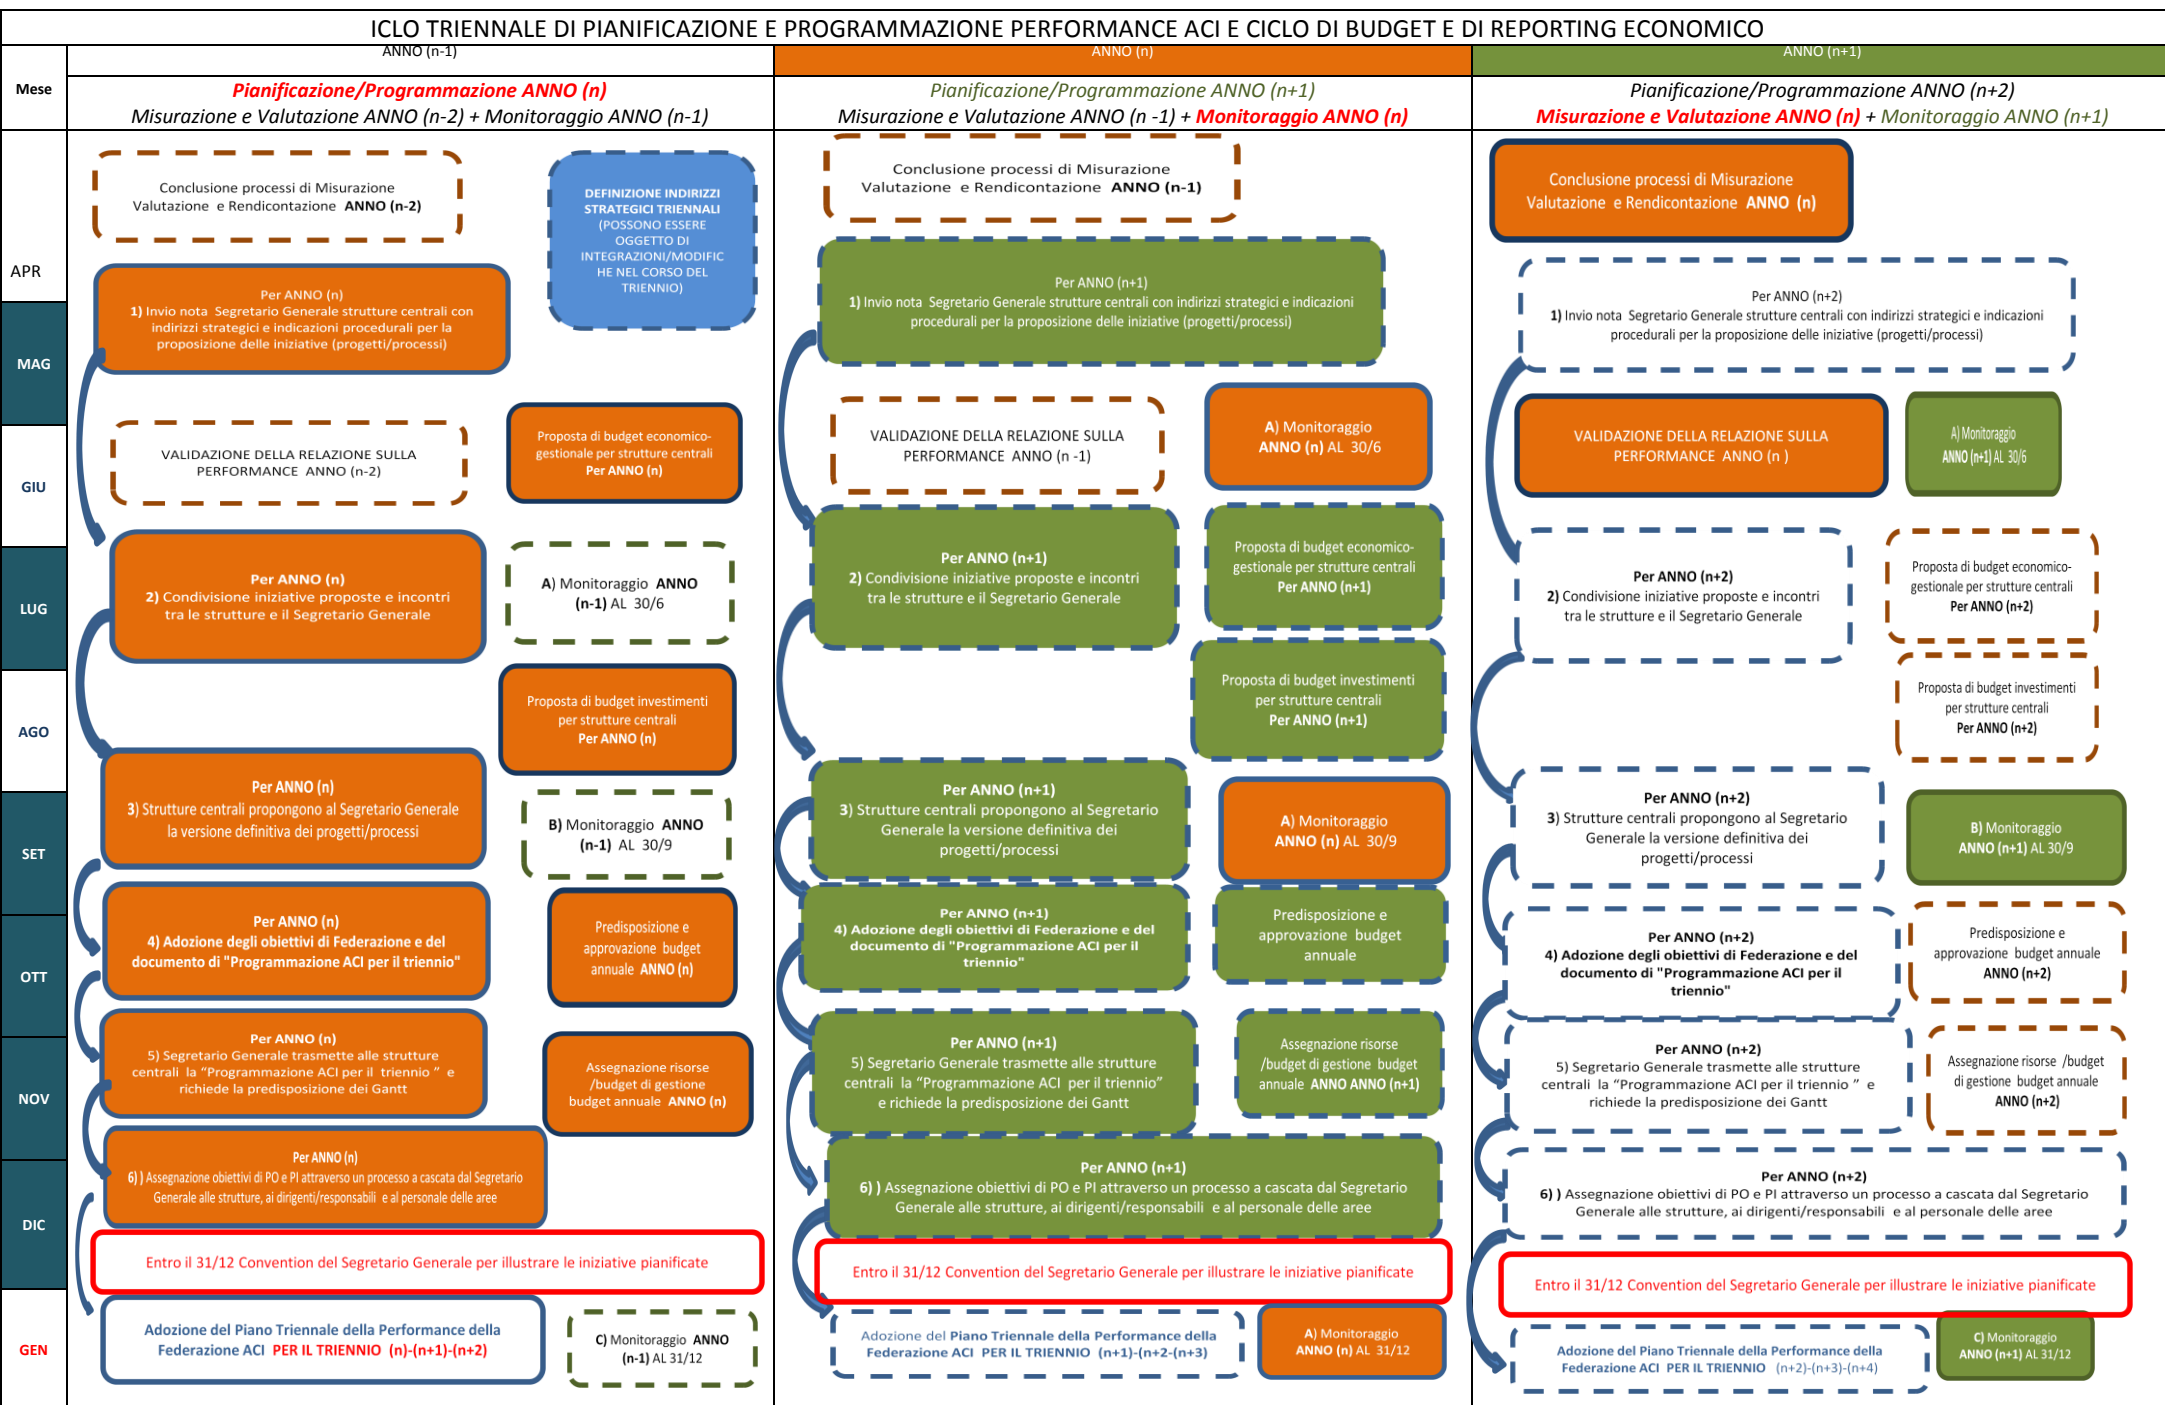 ICLO TRIENNALE DI PIANIFICAZIONE E PROGRAMMAZIONE PERFORMANCE ACI E CICLO DI BUDGET E DI REPORTING ECONOMICO
Mese
ANNO (n-1)
Pianificazione/Programmazione ANNO (n)
Misurazione e Valutazione ANNO (n-2) + Monitoraggio ANNO (n-1)
ANNO (n)
Pianificazione/Programmazione ANNO (n+1)
Misurazione e Valutazione ANNO (n -1) + Monitoraggio ANNO (n)
ANNO (n+1)
Pianificazione/Programmazione ANNO (n+2)
Misurazione e Valutazione ANNO (n) + Monitoraggio ANNO (n+1)
APR
MAG
GIU
LUG
AGO
SET
OTT
NOV
DIC
GEN
Conclusione processi di Misurazione
Valutazione e Rendicontazione ANNO (n-2)
DEFINIZIONE INDIRIZZI
STRATEGICI TRIENNALI
(POSSONO ESSERE
OGGETTO DI
INTEGRAZIONI/MODIFIC
HE NEL CORSO DEL
TRIENNIO)
Per ANNO (n)
1) Invio nota Segretario Generale strutture centrali con
indirizzi strategici e indicazioni procedurali per la
proposizione delle iniziative (progetti/processi)
VALIDAZIONE DELLA RELAZIONE SULLA
PERFORMANCE ANNO (n-2)
Proposta di budget economico-
gestionale per strutture centrali
Per ANNO (n)
Per ANNO (n)
2) Condivisione iniziative proposte e incontri
tra le strutture e il Segretario Generale
A) Monitoraggio ANNO
(n-1) AL 30/6
Proposta di budget investimenti
per strutture centrali
Per ANNO (n)
Per ANNO (n)
3) Strutture centrali propongono al Segretario Generale
la versione definitiva dei progetti/processi
B) Monitoraggio ANNO
(n-1) AL 30/9
Per ANNO (n)
4) Adozione degli obiettivi di Federazione e del
documento di "Programmazione ACI per il triennio"
Predisposizione e
approvazione budget
annuale ANNO (n)
Per ANNO (n)
5) Segretario Generale trasmette alle strutture
centrali la “Programmazione ACI per il triennio ” e
richiede la predisposizione dei Gantt
Assegnazione risorse
/budget di gestione
budget annuale ANNO (n)
Per ANNO (n)
6) ) Assegnazione obiettivi di PO e PI attraverso un processo a cascata dal Segretario
Generale alle strutture, ai dirigenti/responsabili e al personale delle aree
Entro il 31/12 Convention del Segretario Generale per illustrare le iniziative pianificate
Adozione del Piano Triennale della Performance della
Federazione ACI PER IL TRIENNIO (n)-(n+1)-(n+2)
C) Monitoraggio ANNO
(n-1) AL 31/12
Conclusione processi di Misurazione
Valutazione e Rendicontazione ANNO (n-1)
Per ANNO (n+1)
1) Invio nota Segretario Generale strutture centrali con indirizzi strategici e indicazioni
procedurali per la proposizione delle iniziative (progetti/processi)
VALIDAZIONE DELLA RELAZIONE SULLA
PERFORMANCE ANNO (n -1)
A) Monitoraggio
ANNO (n) AL 30/6
Per ANNO (n+1)
2) Condivisione iniziative proposte e incontri
tra le strutture e il Segretario Generale
Proposta di budget economico-
gestionale per strutture centrali
Per ANNO (n+1)
Proposta di budget investimenti
per strutture centrali
Per ANNO (n+1)
Per ANNO (n+1)
3) Strutture centrali propongono al Segretario
Generale la versione definitiva dei
progetti/processi
A) Monitoraggio
ANNO (n) AL 30/9
Per ANNO (n+1)
4) Adozione degli obiettivi di Federazione e del
documento di "Programmazione ACI per il
triennio"
Predisposizione e
approvazione budget
annuale
Per ANNO (n+1)
5) Segretario Generale trasmette alle strutture
centrali la “Programmazione ACI per il triennio”
e richiede la predisposizione dei Gantt
Assegnazione risorse
/budget di gestione budget
annuale ANNO ANNO (n+1)
Per ANNO (n+1)
6) ) Assegnazione obiettivi di PO e PI attraverso un processo a cascata dal Segretario
Generale alle strutture, ai dirigenti/responsabili e al personale delle aree
Entro il 31/12 Convention del Segretario Generale per illustrare le iniziative pianificate
Adozione del Piano Triennale della Performance della
Federazione ACI PER IL TRIENNIO (n+1)-(n+2-(n+3)
A) Monitoraggio
ANNO (n) AL 31/12
Conclusione processi di Misurazione
Valutazione e Rendicontazione ANNO (n)
Per ANNO (n+2)
1) Invio nota Segretario Generale strutture centrali con indirizzi strategici e indicazioni
procedurali per la proposizione delle iniziative (progetti/processi)
VALIDAZIONE DELLA RELAZIONE SULLA
PERFORMANCE ANNO (n )
A) Monitoraggio
ANNO (n+1) AL 30/6
Per ANNO (n+2)
2) Condivisione iniziative proposte e incontri
tra le strutture e il Segretario Generale
Proposta di budget economico-
gestionale per strutture centrali
Per ANNO (n+2)
Proposta di budget investimenti
per strutture centrali
Per ANNO (n+2)
Per ANNO (n+2)
3) Strutture centrali propongono al Segretario
Generale la versione definitiva dei
progetti/processi
B) Monitoraggio
ANNO (n+1) AL 30/9
Per ANNO (n+2)
4) Adozione degli obiettivi di Federazione e del
documento di "Programmazione ACI per il
triennio"
Predisposizione e
approvazione budget annuale
ANNO (n+2)
Per ANNO (n+2)
5) Segretario Generale trasmette alle strutture
centrali la “Programmazione ACI per il triennio ” e
richiede la predisposizione dei Gantt
Assegnazione risorse /budget
di gestione budget annuale
ANNO (n+2)
Per ANNO (n+2)
6) ) Assegnazione obiettivi di PO e PI attraverso un processo a cascata dal Segretario
Generale alle strutture, ai dirigenti/responsabili e al personale delle aree
Entro il 31/12 Convention del Segretario Generale per illustrare le iniziative pianificate
Adozione del Piano Triennale della Performance della
Federazione ACI PER IL TRIENNIO (n+2)-(n+3)-(n+4)
C) Monitoraggio
ANNO (n+1) AL 31/12